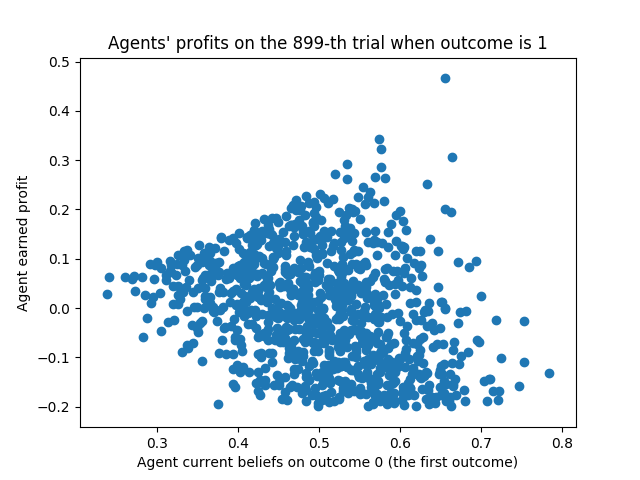 Agents' profits on the 899-th trial when outcome is 1
Agent earned profit
0.5
0.4
0.3
0.2
0.1
0.0
−0.1
−0.2
0.3 0.4 0.5 0.6 0.7 0.8
Agent current beliefs on outcome 0 (the first outcome)